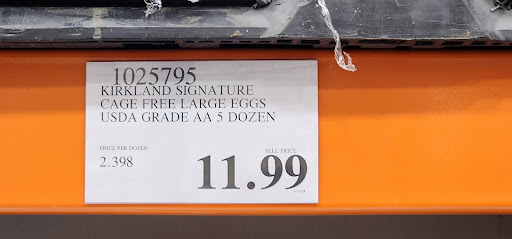 1025795
KIRKLAND SIGNATURE
CAGE FREE LARGE EGGS
USDA GRADE AA 5 DOZEN
PRICE PER DOZEN
2.398
SELL PRICE
11.99